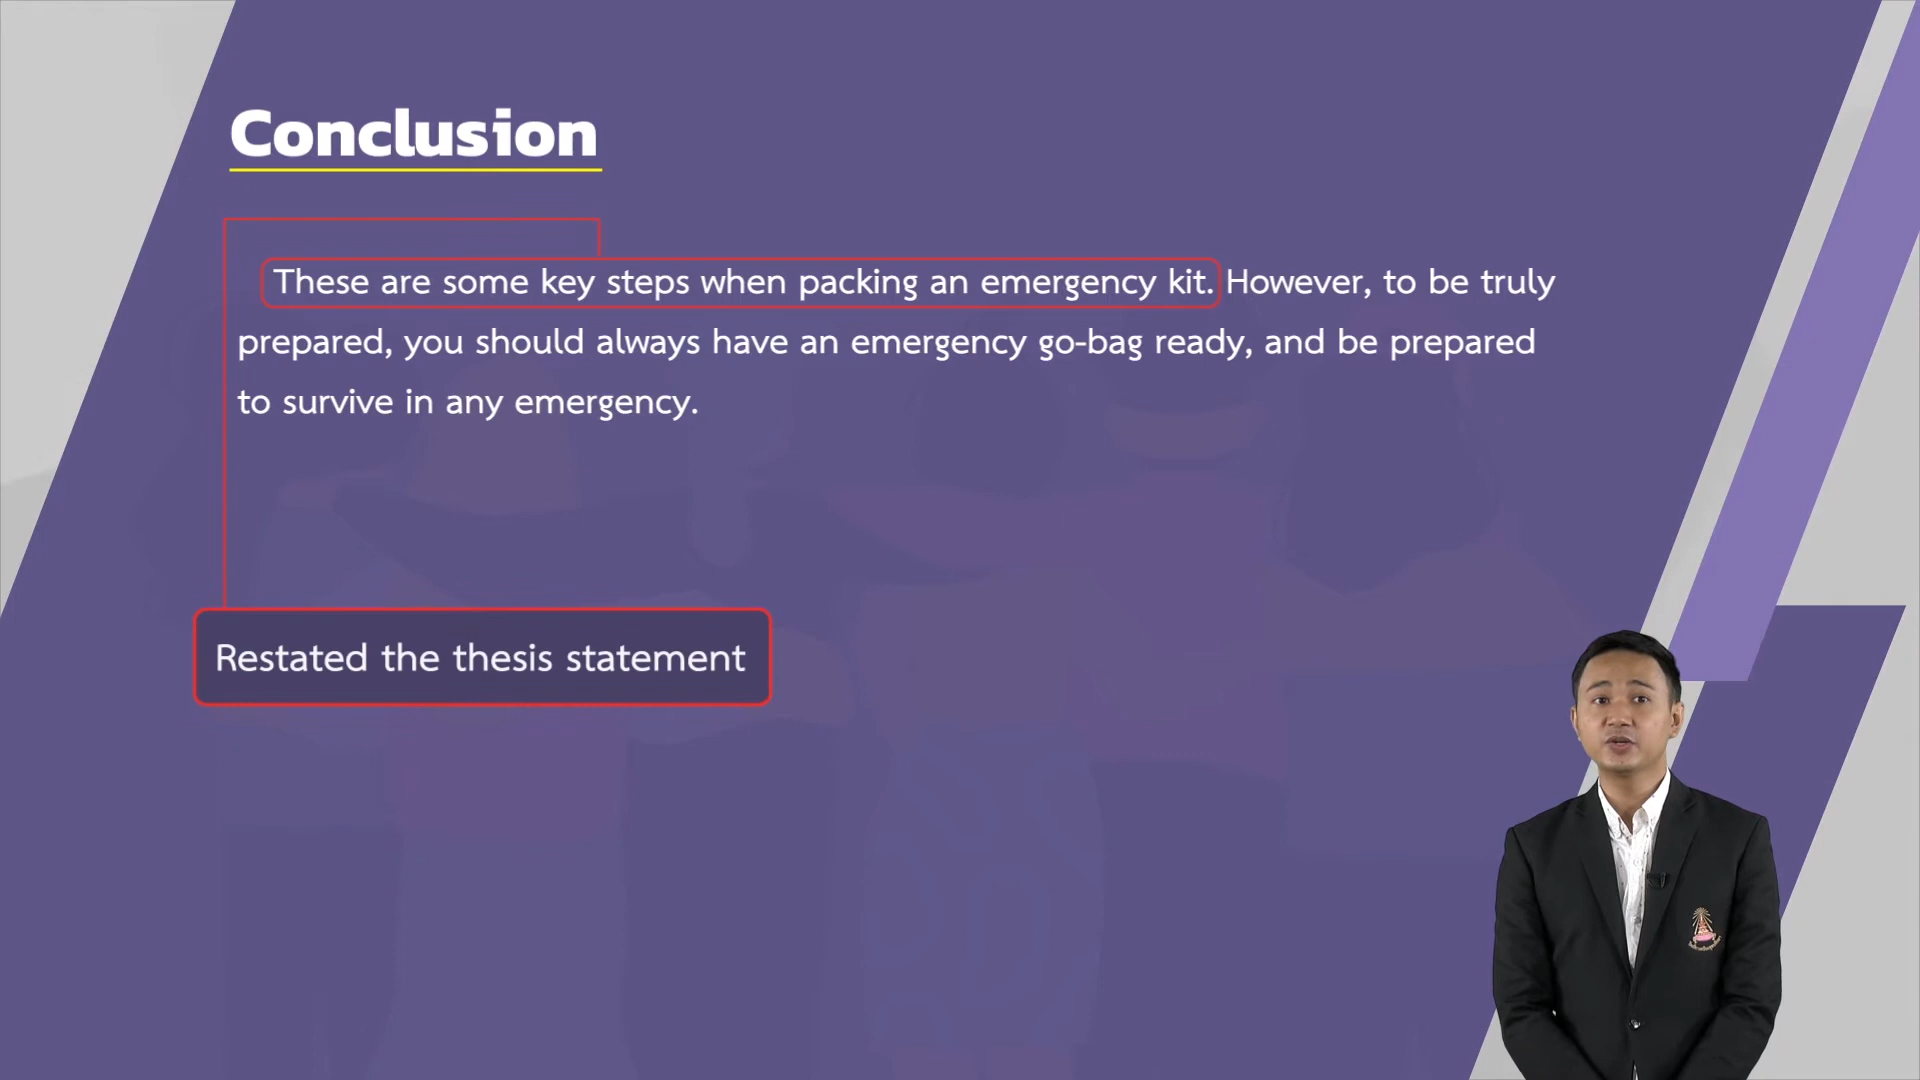 Conclusion
These are some key steps when packing an emergency kit. However, to be truly
prepared, you should always have an emergency go-bag ready, and be prepared
to survive in any emergency.
Restated the thesis statement